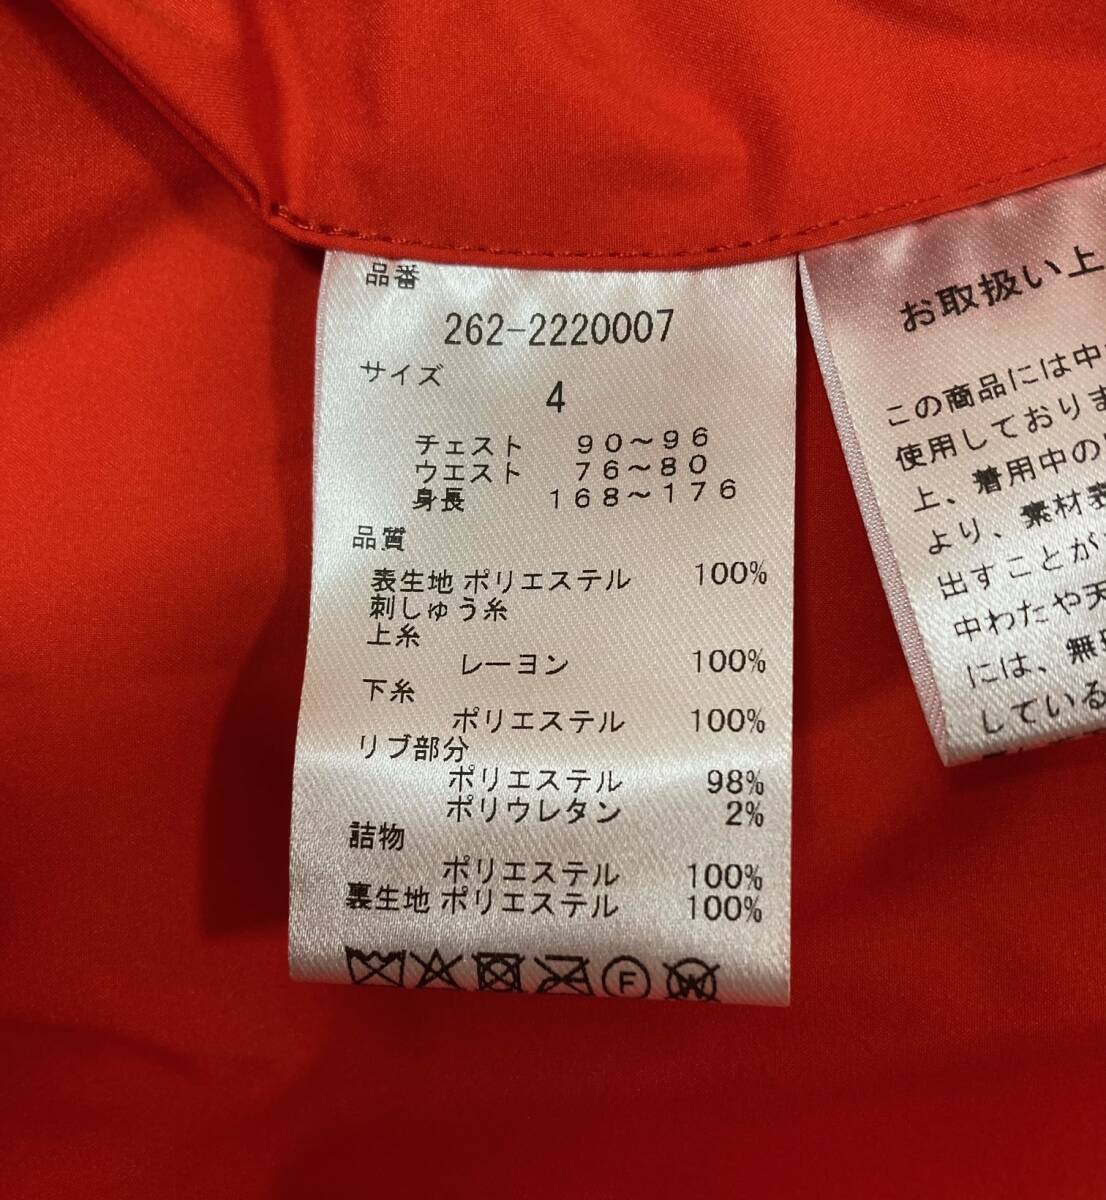 品番
262-2220007
サイズ
4
チェスト 90～96
ウエスト 76～80
身長 168～176
品質
表生地 ポリエステル 100%
刺しゅう糸
上糸
レーヨン 100%
下糸
ポリエステル 100%
リブ部分
ポリエステル 98%
ポリウレタン 2%
詰物
ポリエステル 100%
裏生地 ポリエステル 100%
F
W
お取扱い上
この商品には中
使用しておりま
上、着用中の
より、素材表
出すことが
中わたや天
には、無
している